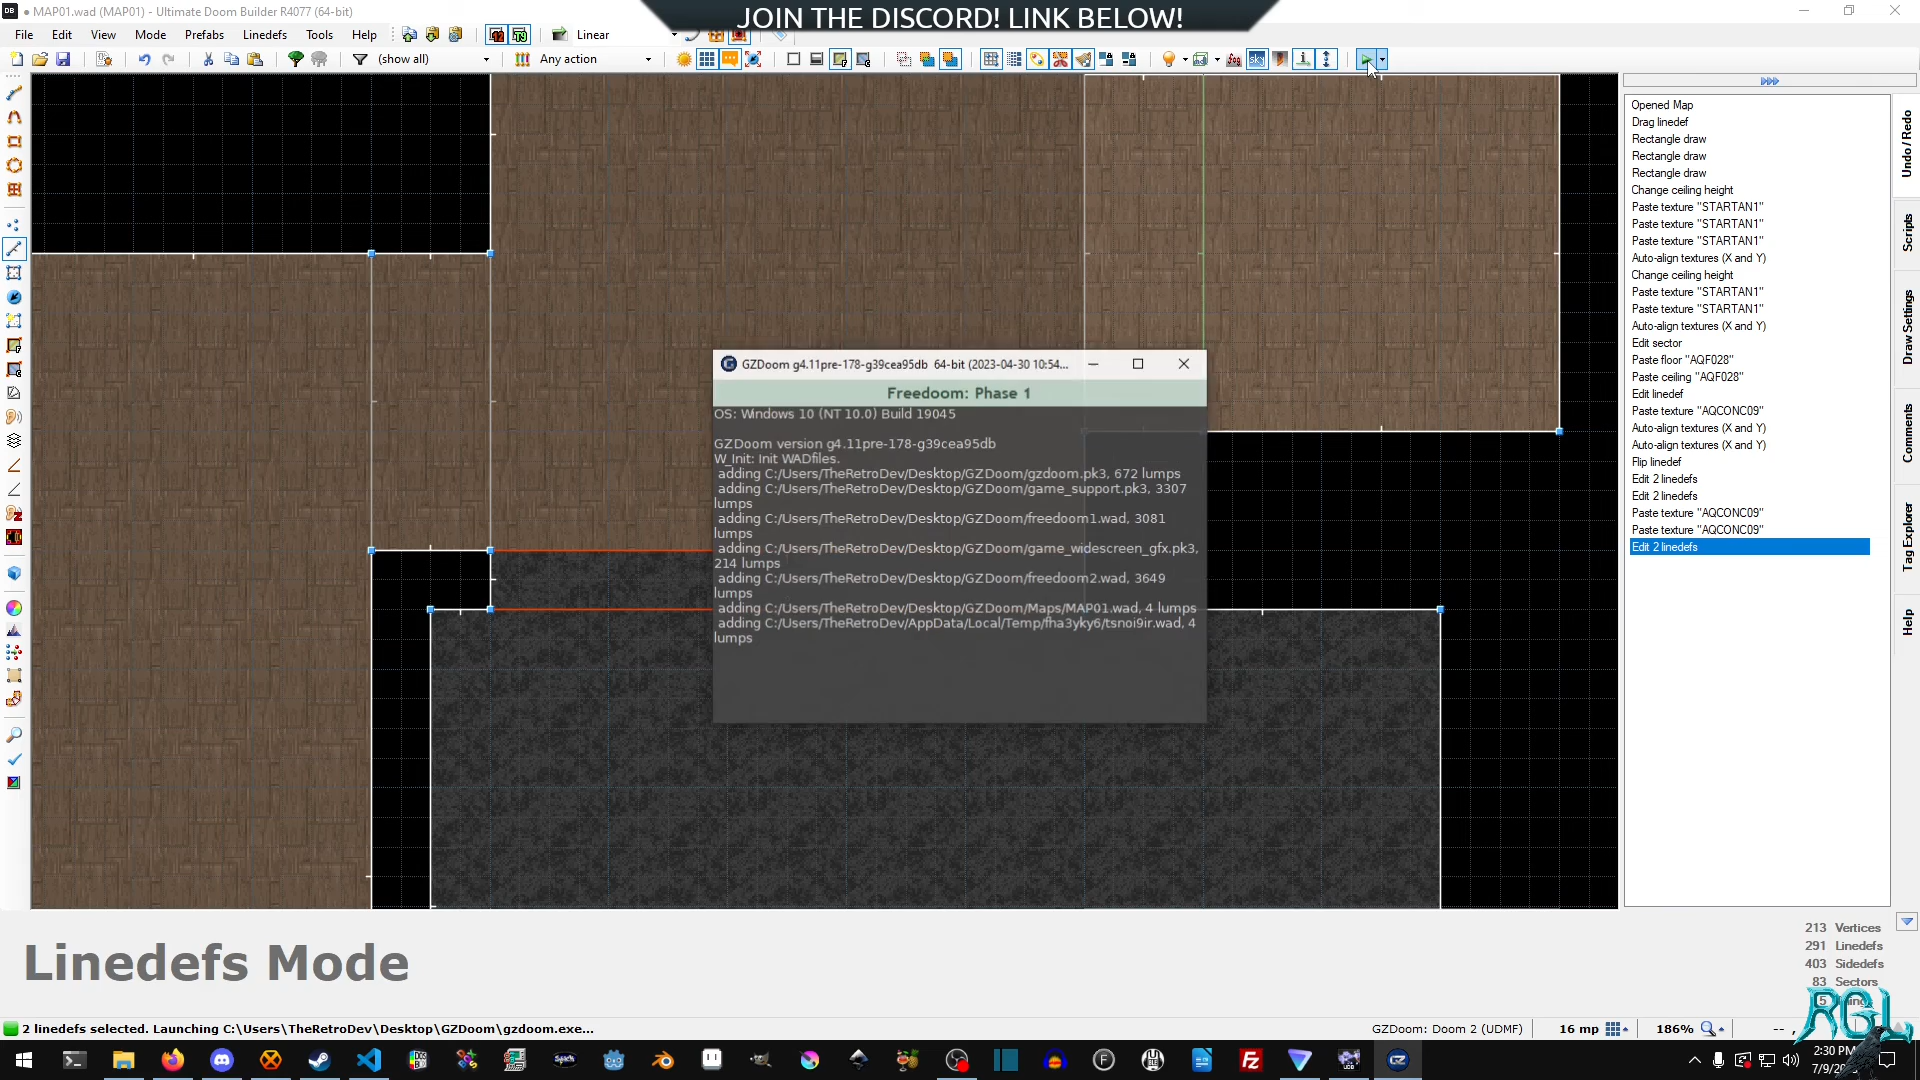 MAP01.wad (MAP01) - Ultimate Doom Builder R4077 (64-bit)
JOIN THE DISCORD! LINK BELOW!
File Edit View Mode Prefabs Linedefs Tools Help
Linear
(show all)
Any action
GZDoom g4.11pre-178-g39cea95db 64-bit (2023-04-30 10:54...
Freedoom: Phase 1
OS: Windows 10 (NT 10.0) Build 19045
GZDoom version g4.11pre-178-g39cea95db
W_Init: Init WADfiles.
adding C:/Users/TheRetroDev/Desktop/GZDoom/gzdoom.pk3, 672 lumps
adding C:/Users/TheRetroDev/Desktop/GZDoom/game_support.pk3, 3307
lumps
adding C:/Users/TheRetroDev/Desktop/GZDoom/freedoom1.wad, 3081
lumps
adding C:/Users/TheRetroDev/Desktop/GZDoom/game_widescreen_gfx.pk3,
214 lumps
adding C:/Users/TheRetroDev/Desktop/GZDoom/freedoom2.wad, 3649
lumps
adding C:/Users/TheRetroDev/Desktop/GZDoom/Maps/MAP01.wad, 4 lumps
adding C:/Users/TheRetroDev/AppData/Local/Temp/fha3yky6/tsnoi9ir.wad, 4
lumps
Opened Map
Drag linedef
Rectangle draw
Rectangle draw
Rectangle draw
Change ceiling height
Paste texture "STARTAN1"
Paste texture "STARTAN1"
Paste texture "STARTAN1"
Auto-align textures (X and Y)
Change ceiling height
Paste texture "STARTAN1"
Paste texture "STARTAN1"
Auto-align textures (X and Y)
Edit sector
Paste floor "AQF028"
Paste ceiling "AQF028"
Edit linedef
Paste texture "AQCONC09"
Auto-align textures (X and Y)
Auto-align textures (X and Y)
Flip linedef
Edit 2 linedefs
Edit 2 linedefs
Paste texture "AQCONC09"
Paste texture "AQCONC09"
Edit 2 linedefs
Undo / Redo
Scripts
Draw Settings
Comments
Tag Explorer
Help
Linedefs Mode
213 Vertices
291 Linedefs
403 Sidedefs
83 Sectors
RGL
2 linedefs selected. Launching C:\Users\TheRetroDev\Desktop\GZDoom\gzdoom.exe...
GZDoom: Doom 2 (UDMF)
16 mp
186%
2:30 PM